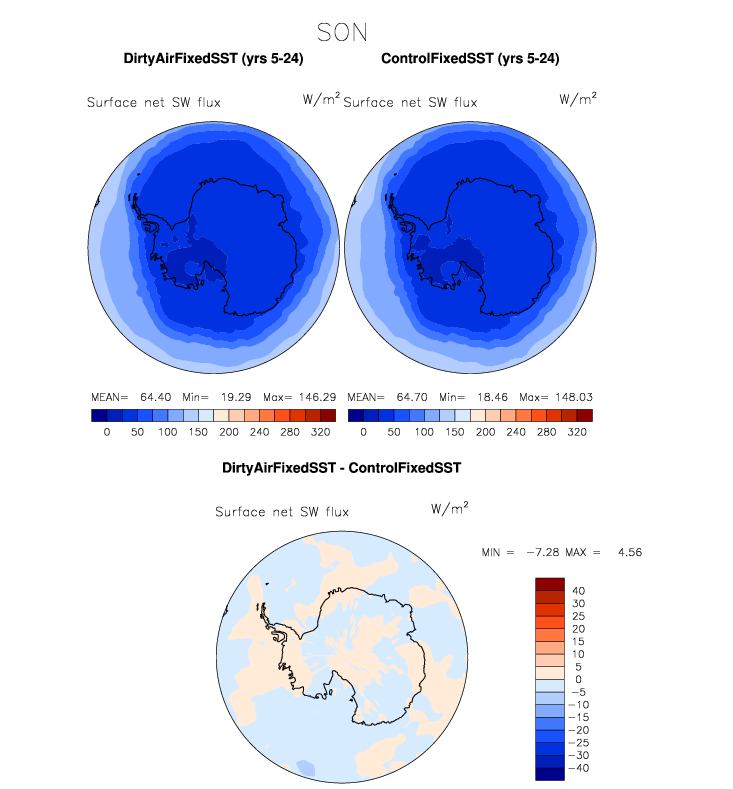 SON
DirtyAirFixedSST (yrs 5-24)
ControlFixedSST (yrs 5-24)
Surface net SW flux W/m²
Surface net SW flux W/m²
MEAN= 64.40 Min= 19.29 Max= 146.29
MEAN= 64.70 Min= 18.46 Max= 148.03
0 50 100 150 200 240 280 320
0 50 100 150 200 240 280 320
DirtyAirFixedSST - ControlFixedSST
Surface net SW flux W/m²
MIN = -7.28 MAX = 4.56
40
30
25
20
15
10
5
0
-5
-10
-15
-20
-25
-30
-40